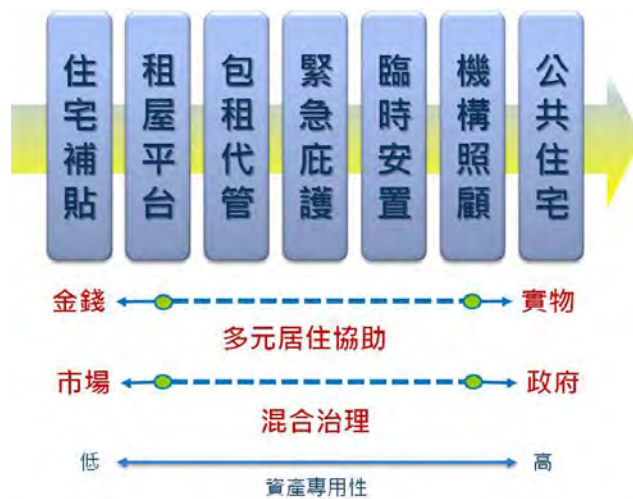 住宅補貼
租屋平台
包租代管
緊急庇護
臨時安置
機構照顧
公共住宅
金錢
實物
多元居住協助
市場
政府
混合治理
低
高
資產專用性